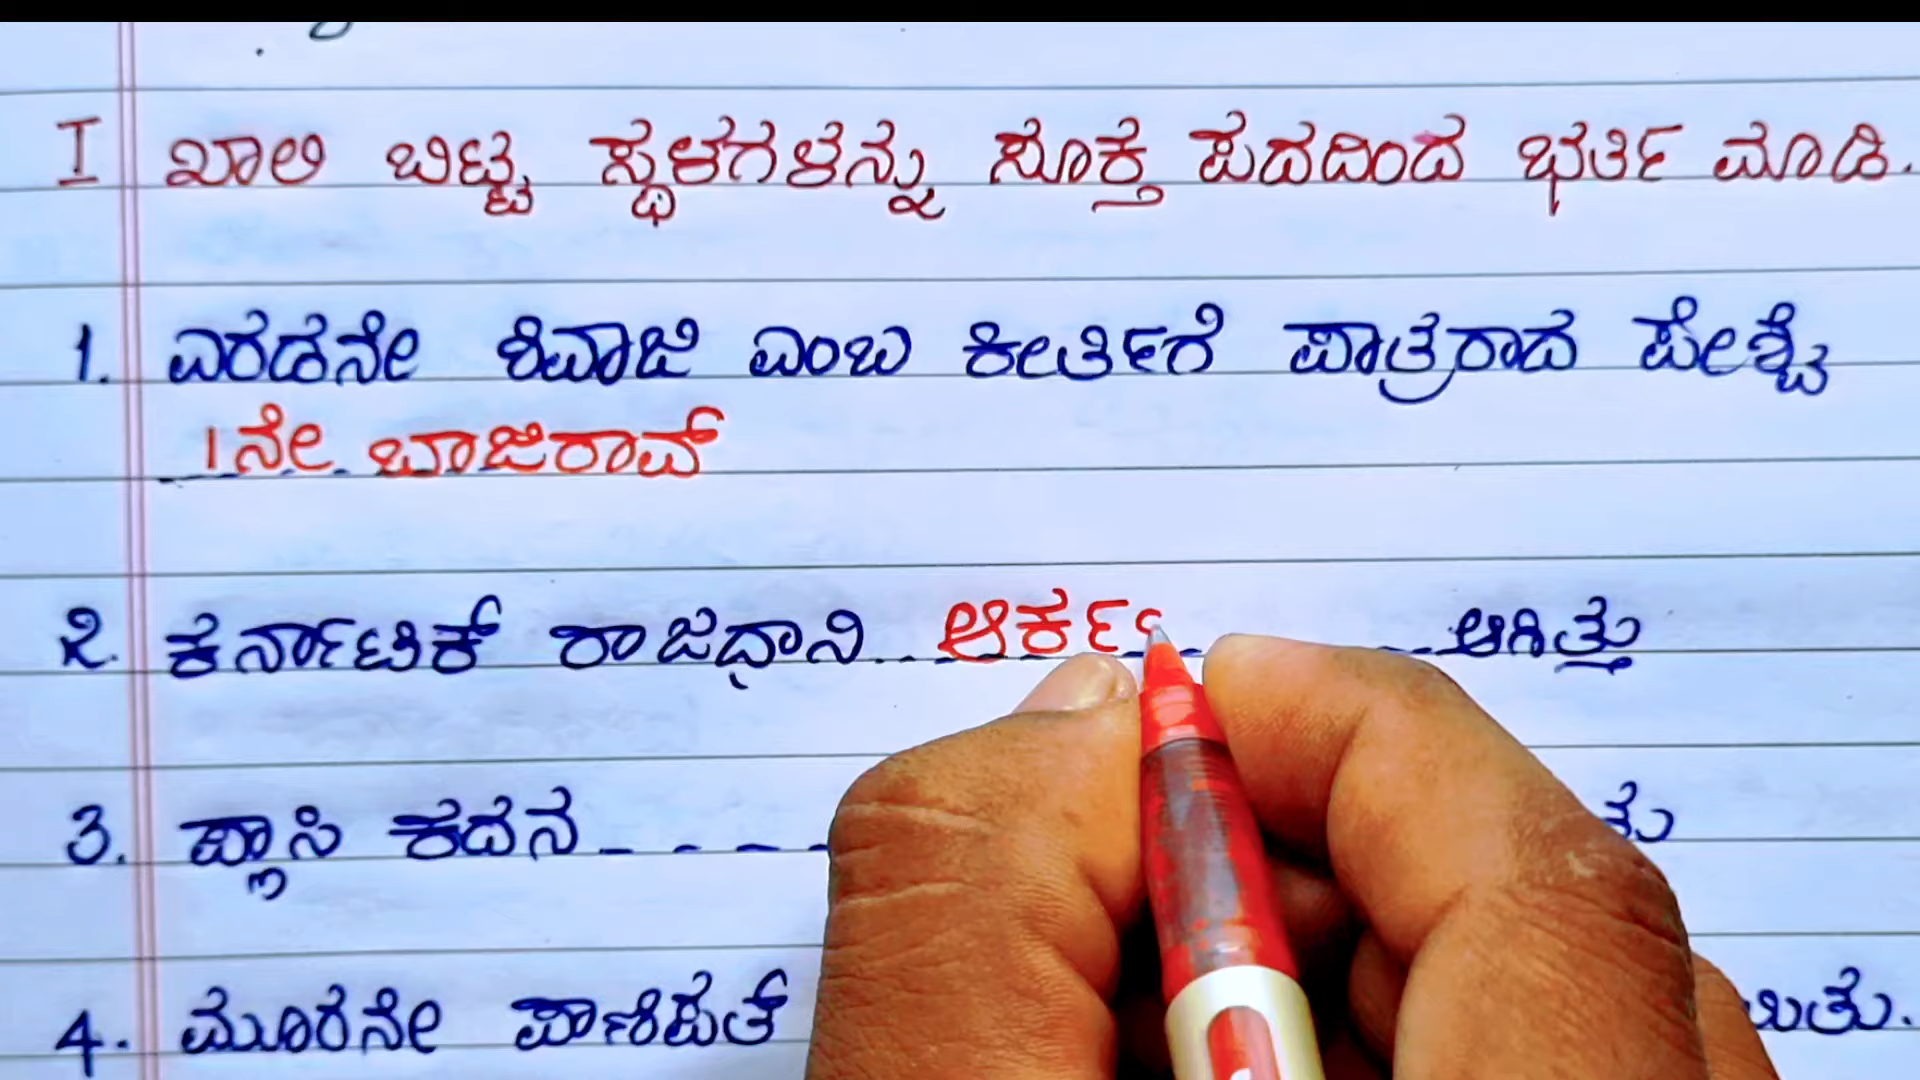 I ಖಾಲಿ ಬಿಟ್ಟ ಸ್ಥಳಗಳನ್ನು ಸೂಕ್ತ ಪದದಿಂದ ಭರ್ತಿ ಮಾಡಿ.
1. ಎರಡನೇ ಶಿವಾಜಿ ಎಂಬ ಕೀರ್ತಿಗೆ ಪಾತ್ರರಾದ ಪೇಶ್ವೆ
1ನೇ ಬಾಜಿರಾವ್
2. ಕರ್ನಾಟಿಕ್ ರಾಜಧಾನಿ ಆರ್ಕ ಆಗಿತ್ತು
3. ಪ್ಲಾಸಿ ಕದನ
4. ಮೂರನೇ ಪಾಣಿಪತ್